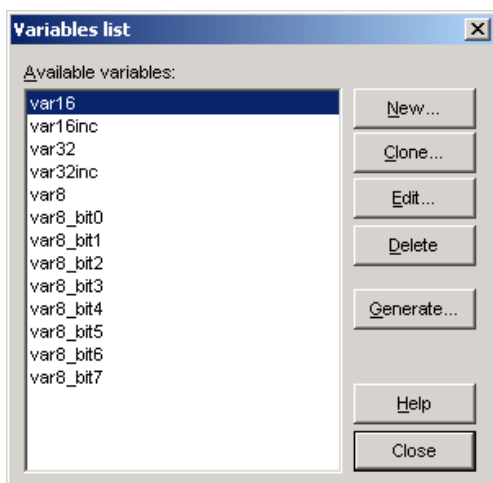 Variables list
Available variables:
var16
var16inc
var32
var32inc
var8
var8_bit0
var8_bit1
var8_bit2
var8_bit3
var8_bit4
var8_bit5
var8_bit6
var8_bit7
New...
Clone...
Edit...
Delete
Generate...
Help
Close